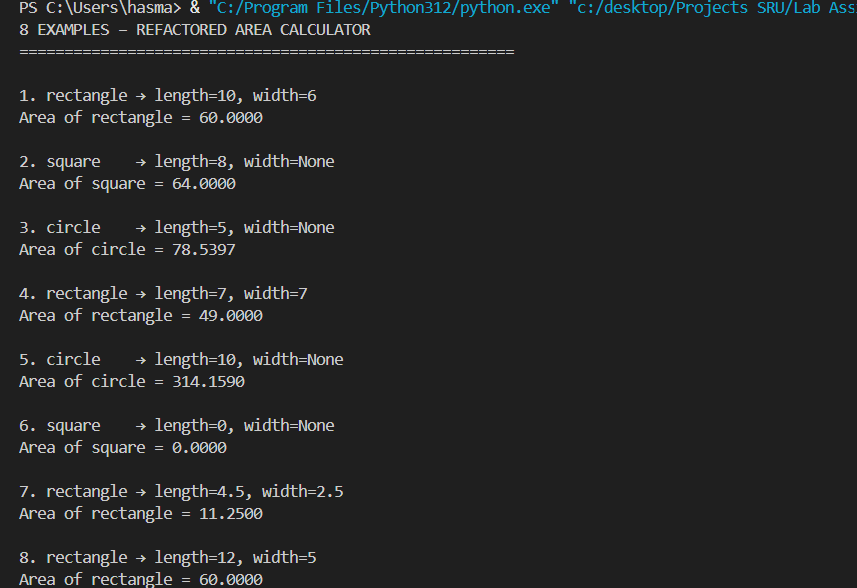 PS C:\Users\hasma> & "C:/Program Files/Python312/python.exe" "c:/desktop/Projects SRU/Lab Ass
8 EXAMPLES – REFACTORED AREA CALCULATOR
=======================================================
1. rectangle → length=10, width=6
Area of rectangle = 60.0000
2. square    → length=8, width=None
Area of square = 64.0000
3. circle    → length=5, width=None
Area of circle = 78.5397
4. rectangle → length=7, width=7
Area of rectangle = 49.0000
5. circle    → length=10, width=None
Area of circle = 314.1590
6. square    → length=0, width=None
Area of square = 0.0000
7. rectangle → length=4.5, width=2.5
Area of rectangle = 11.2500
8. rectangle → length=12, width=5
Area of rectangle = 60.0000